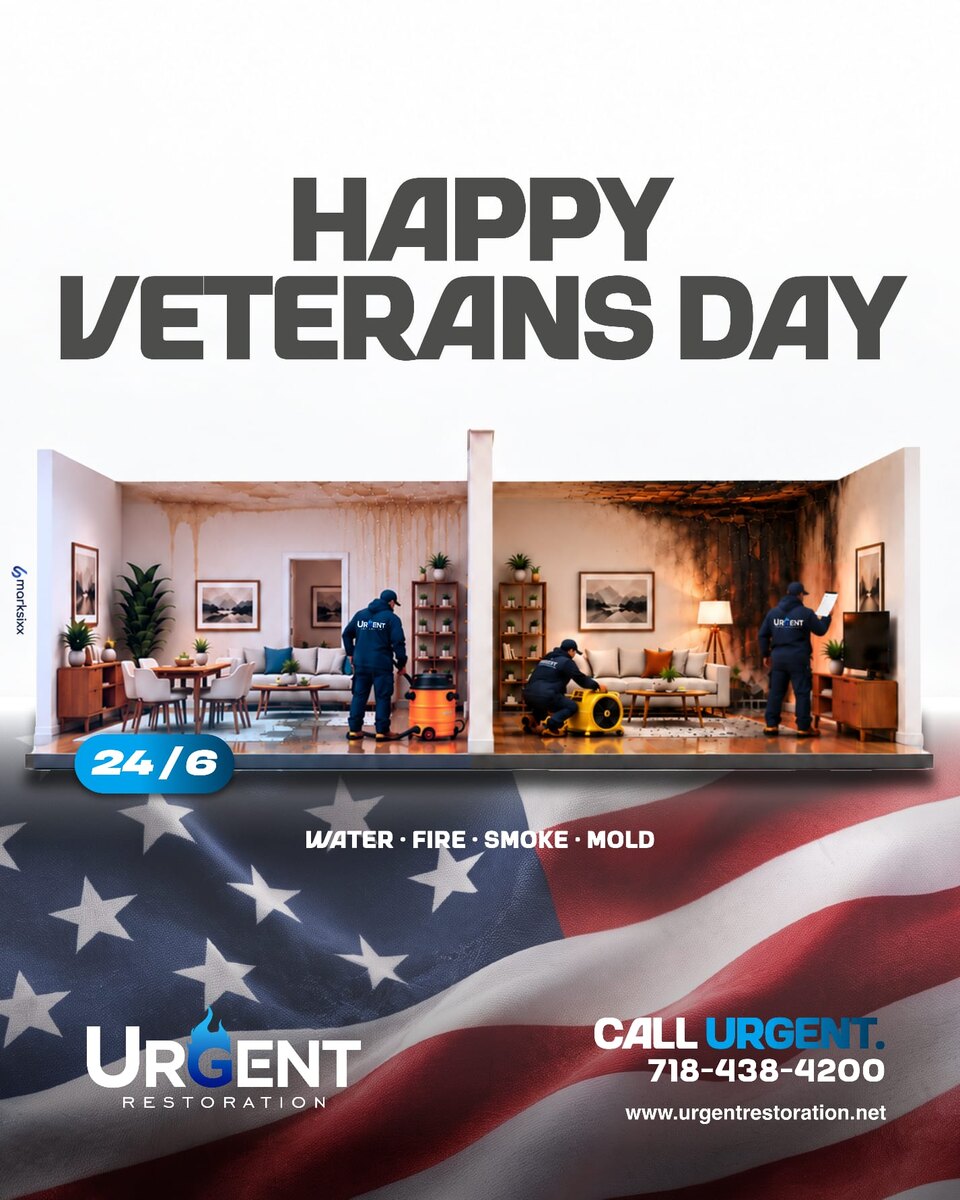 HAPPY
VETERANS DAY
marksixx
URGENT
URGENT
URGENT
24/6
WATER · FIRE · SMOKE · MOLD
URGENT
RESTORATION
CALL URGENT.
718-438-4200
www.urgentrestoration.net